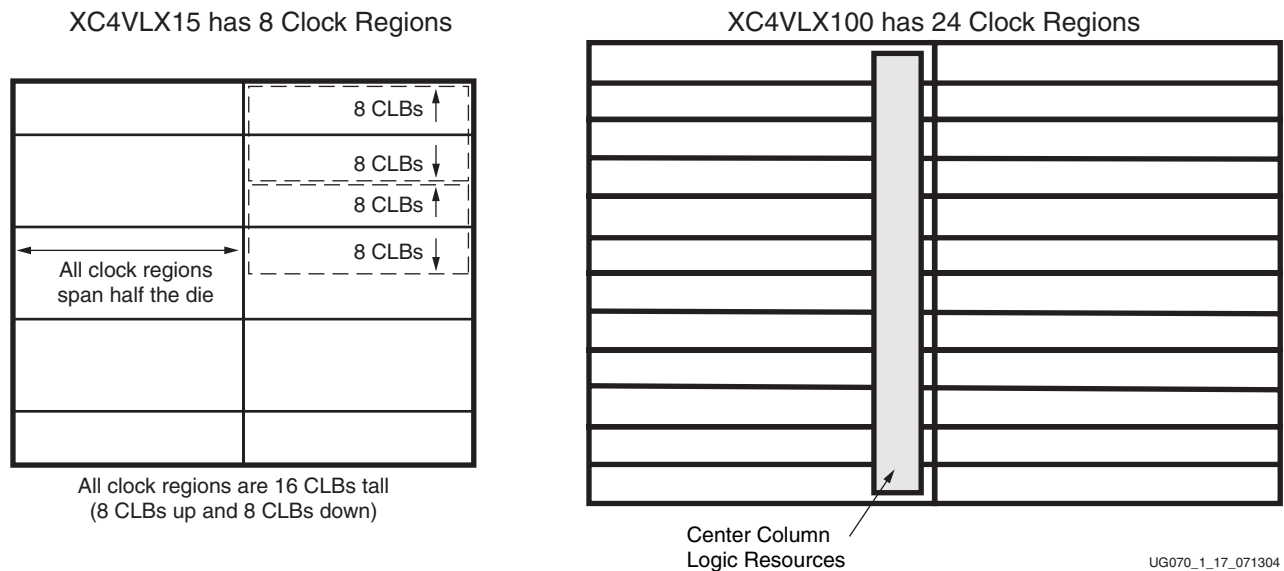 XC4VLX15 has 8 Clock Regions
XC4VLX100 has 24 Clock Regions
8 CLBs
8 CLBs
8 CLBs
8 CLBs
All clock regions
span half the die
All clock regions are 16 CLBs tall
(8 CLBs up and 8 CLBs down)
Center Column
Logic Resources
UG070_1_17_071304